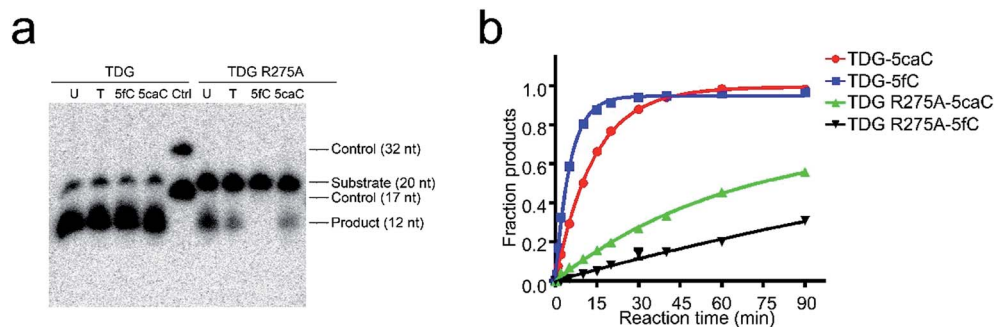 a
TDG TDG R275A
U T 5fC 5caC Ctrl U T 5fC 5caC
Control (32 nt)
Substrate (20 nt)
Control (17 nt)
Product (12 nt)
b
TDG-5caC
TDG-5fC
TDG R275A-5caC
TDG R275A-5fC
Fraction products
1.0
0.8
0.6
0.4
0.2
0.0
0 15 30 45 60 75 90
Reaction time (min)